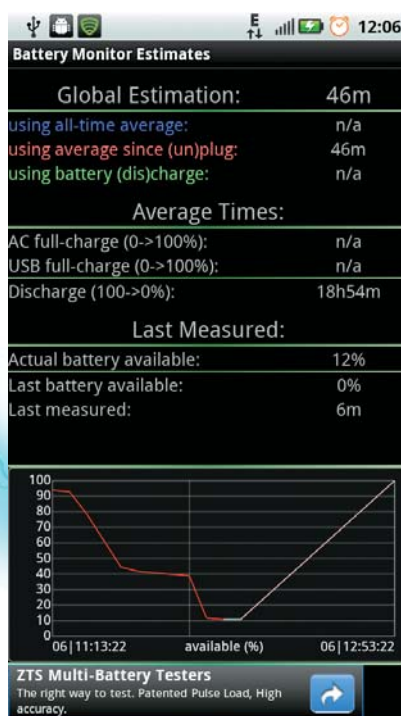 E
12:06
Battery Monitor Estimates
Global Estimation: 46m
using all-time average: n/a
using average since (un)plug: 46m
using battery (dis)charge: n/a
Average Times:
AC full-charge (0->100%): n/a
USB full-charge (0->100%): n/a
Discharge (100->0%): 18h54m
Last Measured:
Actual battery available: 12%
Last battery available: 0%
Last measured: 6m
100
90
80
70
60
50
40
30
20
10
0
06|11:13:22 available (%) 06|12:53:22
ZTS Multi-Battery Testers
The right way to test. Patented Pulse Load, High
accuracy.